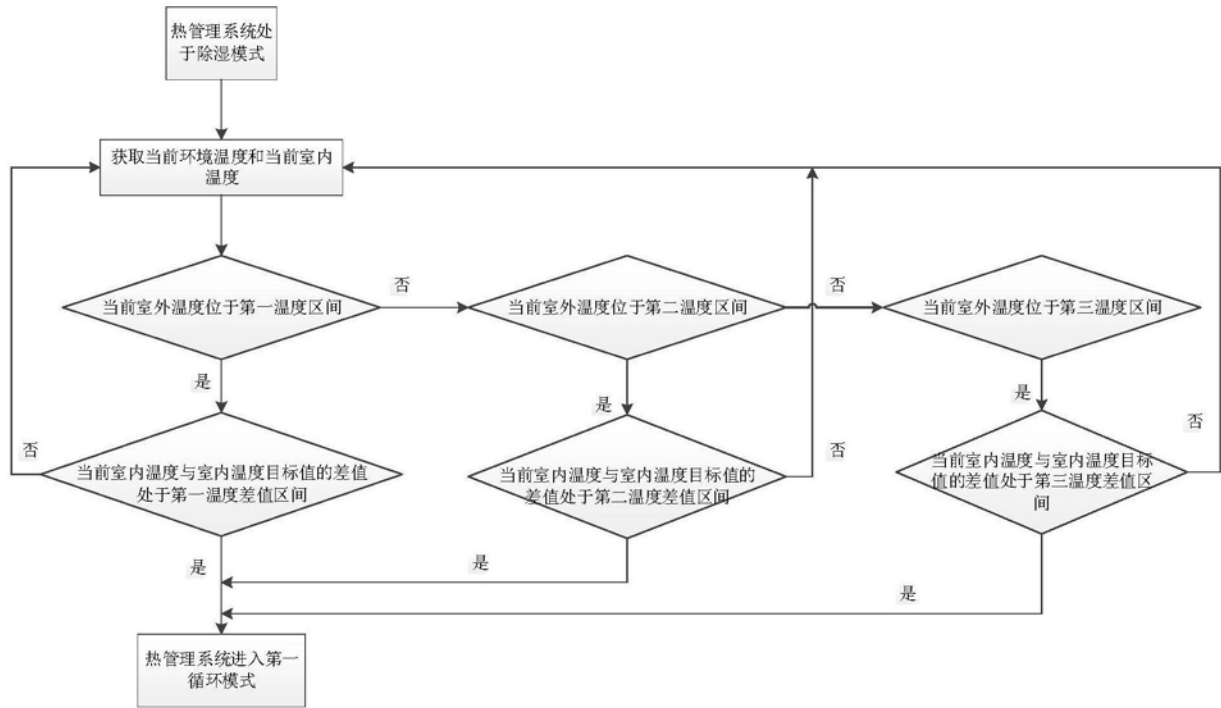 热管理系统处
于除湿模式
获取当前环境温度和当前室内
温度
当前室外温度位于第一温度区间
否
当前室外温度位于第二温度区间
否
当前室外温度位于第三温度区间
是
是
是
否
当前室内温度与室内温度目标值的差值
处于第一温度差值区间
当前室内温度与室内温度目标值的
差值处于第二温度差值区间
否
当前室内温度与室内温度目标
值的差值处于第三温度差值区
间
否
是
是
是
热管理系统进入第一
循环模式